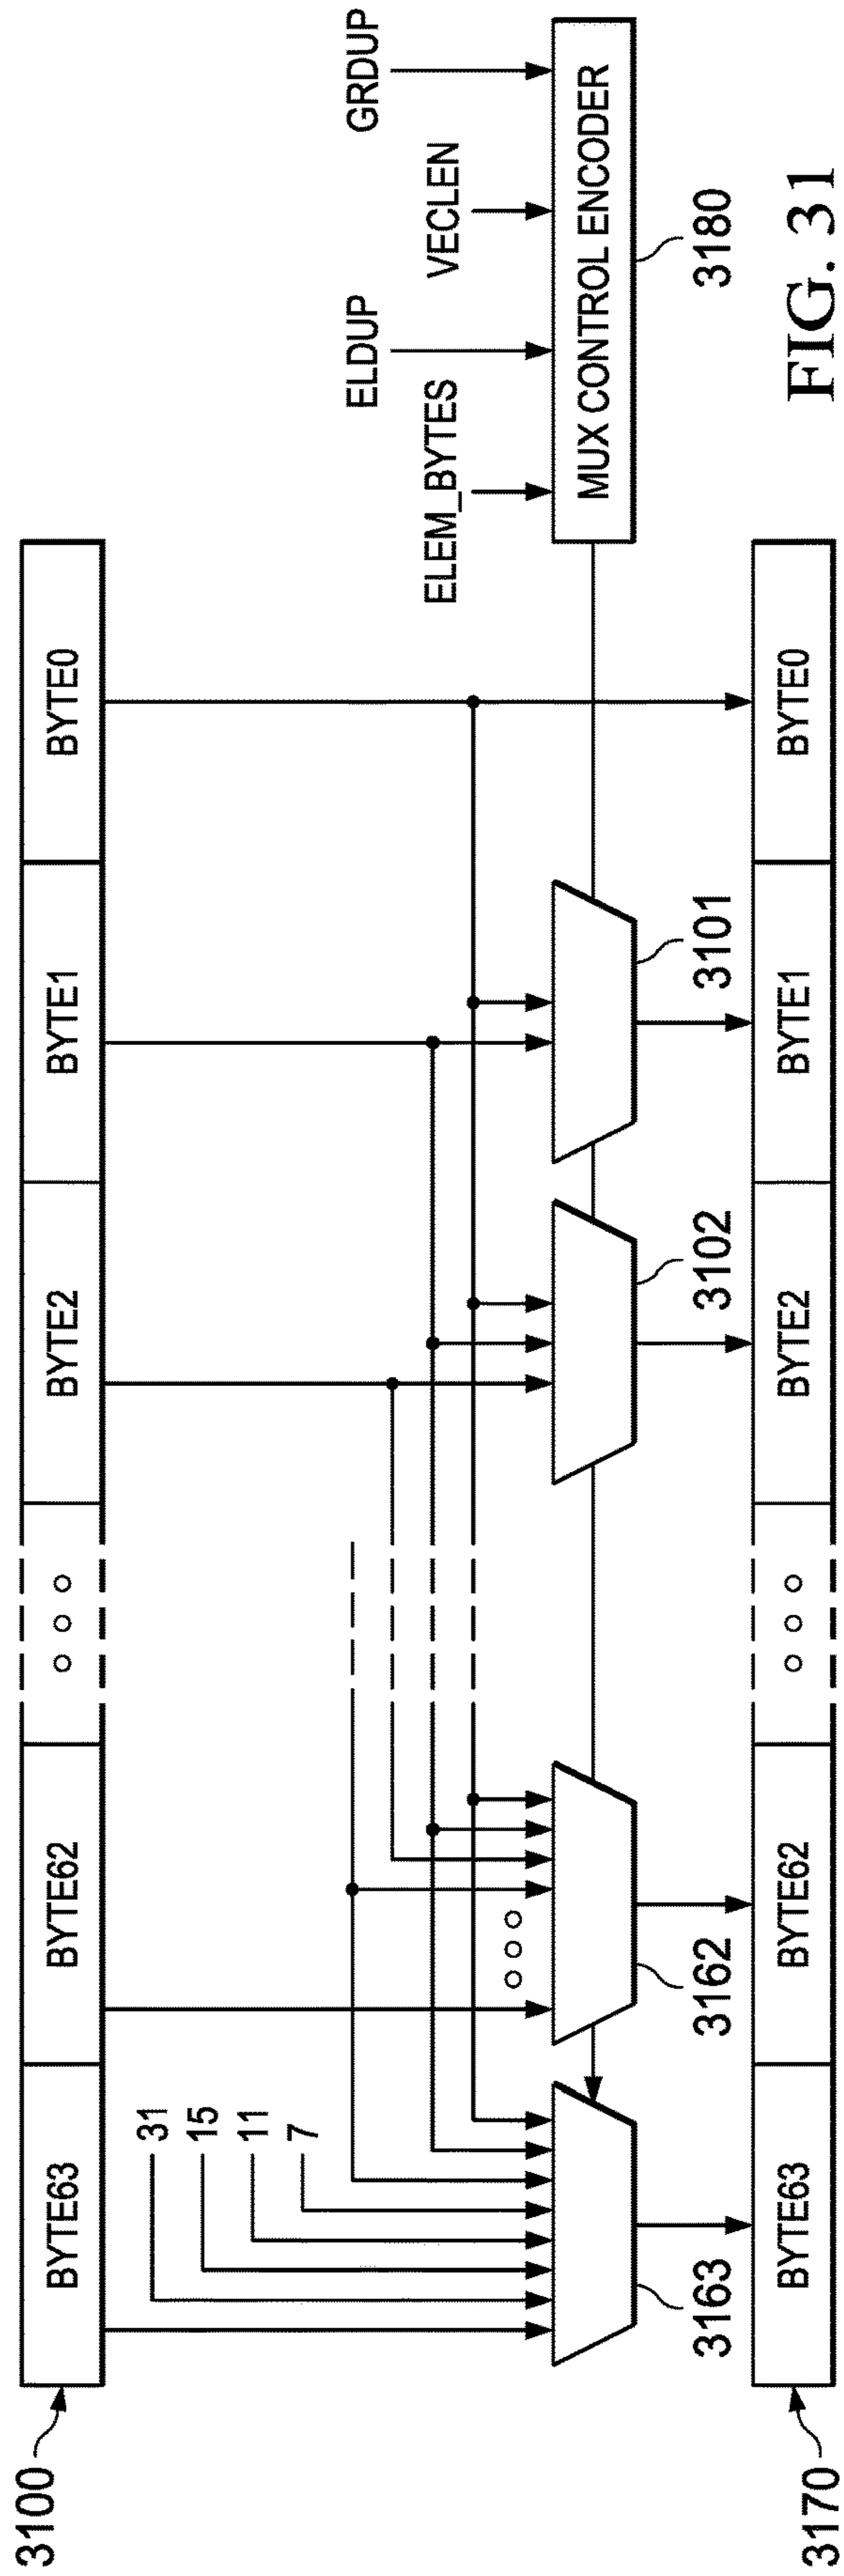 3100
BYTE63
BYTE62
○ ○ ○
BYTE2
BYTE1
BYTE0
31
15
11
7
○ ○ ○
GRDUP
VECLEN
ELDUP
ELEM_BYTES
MUX CONTROL ENCODER
3180
3163
3162
3102
3101
3170
BYTE63
BYTE62
○ ○ ○
BYTE2
BYTE1
BYTE0
FIG. 31